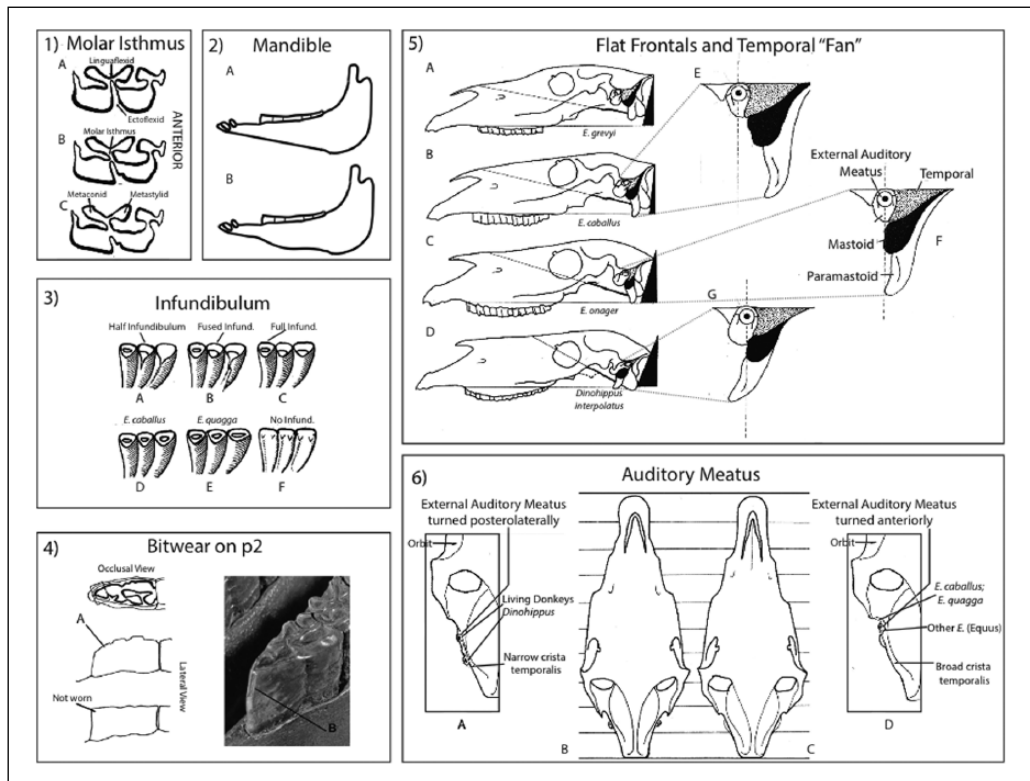 1) Molar Isthmus
A
Linguaflexid
Ectoflexid
B
Molar Isthmus
Metaconid
Metastylid
C
ANTERIOR
2) Mandible
A
B
3) Infundibulum
Half Infundibulum
Fused Infund.
Full Infund.
A
B
C
E. caballus
E. quagga
No Infund.
D
E
F
4) Bitwear on p2
Occlusal View
A
Not worn
Lateral View
B
5) Flat Frontals and Temporal "Fan"
A
E. grevyi
B
E. caballus
C
E. onager
D
Dinohippus
interpolatus
E
External Auditory
Meatus
Temporal
Mastoid
F
Paramastoid
G
6) Auditory Meatus
External Auditory Meatus
turned posterolaterally
Orbit
Living Donkeys
Dinohippus
Narrow crista
temporalis
A
B
C
External Auditory Meatus
turned anteriorly
Orbit
E. caballus;
E. quagga
Other E. (Equus)
Broad crista
temporalis
D